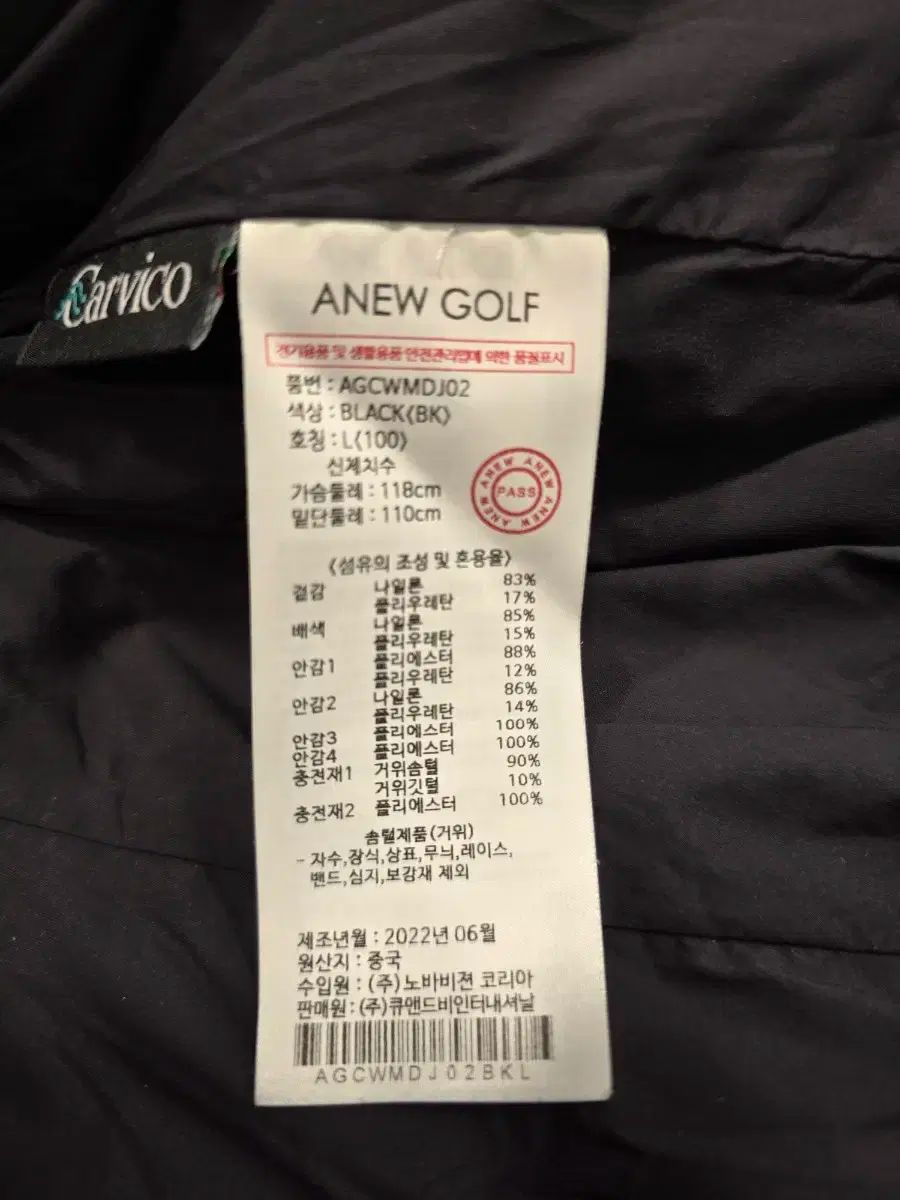 Carvico
ANEW GOLF
전기용품 및 생활용품 안전관리법에 의한 품질표시
품번 : AGCWMDJ02
색상 : BLACK(BK)
호칭 : L(100)
신체치수
가슴둘레 : 118cm
밑단둘레 : 110cm
ANEW ANEW ANEW ANEW
PASS
〈섬유의 조성 및 혼용율〉
겉감 나일론 83%
폴리우레탄 17%
배색 나일론 85%
폴리우레탄 15%
안감1 폴리에스터 88%
폴리우레탄 12%
안감2 나일론 86%
폴리우레탄 14%
안감3 폴리에스터 100%
안감4 폴리에스터 100%
충전재1 거위솜털 90%
거위깃털 10%
충전재2 폴리에스터 100%
솜털제품(거위)
- 자수,장식,상표,무늬,레이스,
밴드,심지,보강재 제외
제조년월 : 2022년 06월
원산지 : 중국
수입원 : (주)노바비젼 코리아
판매원 : (주)큐앤드비인터내셔날
AGCWMDJ02BKL